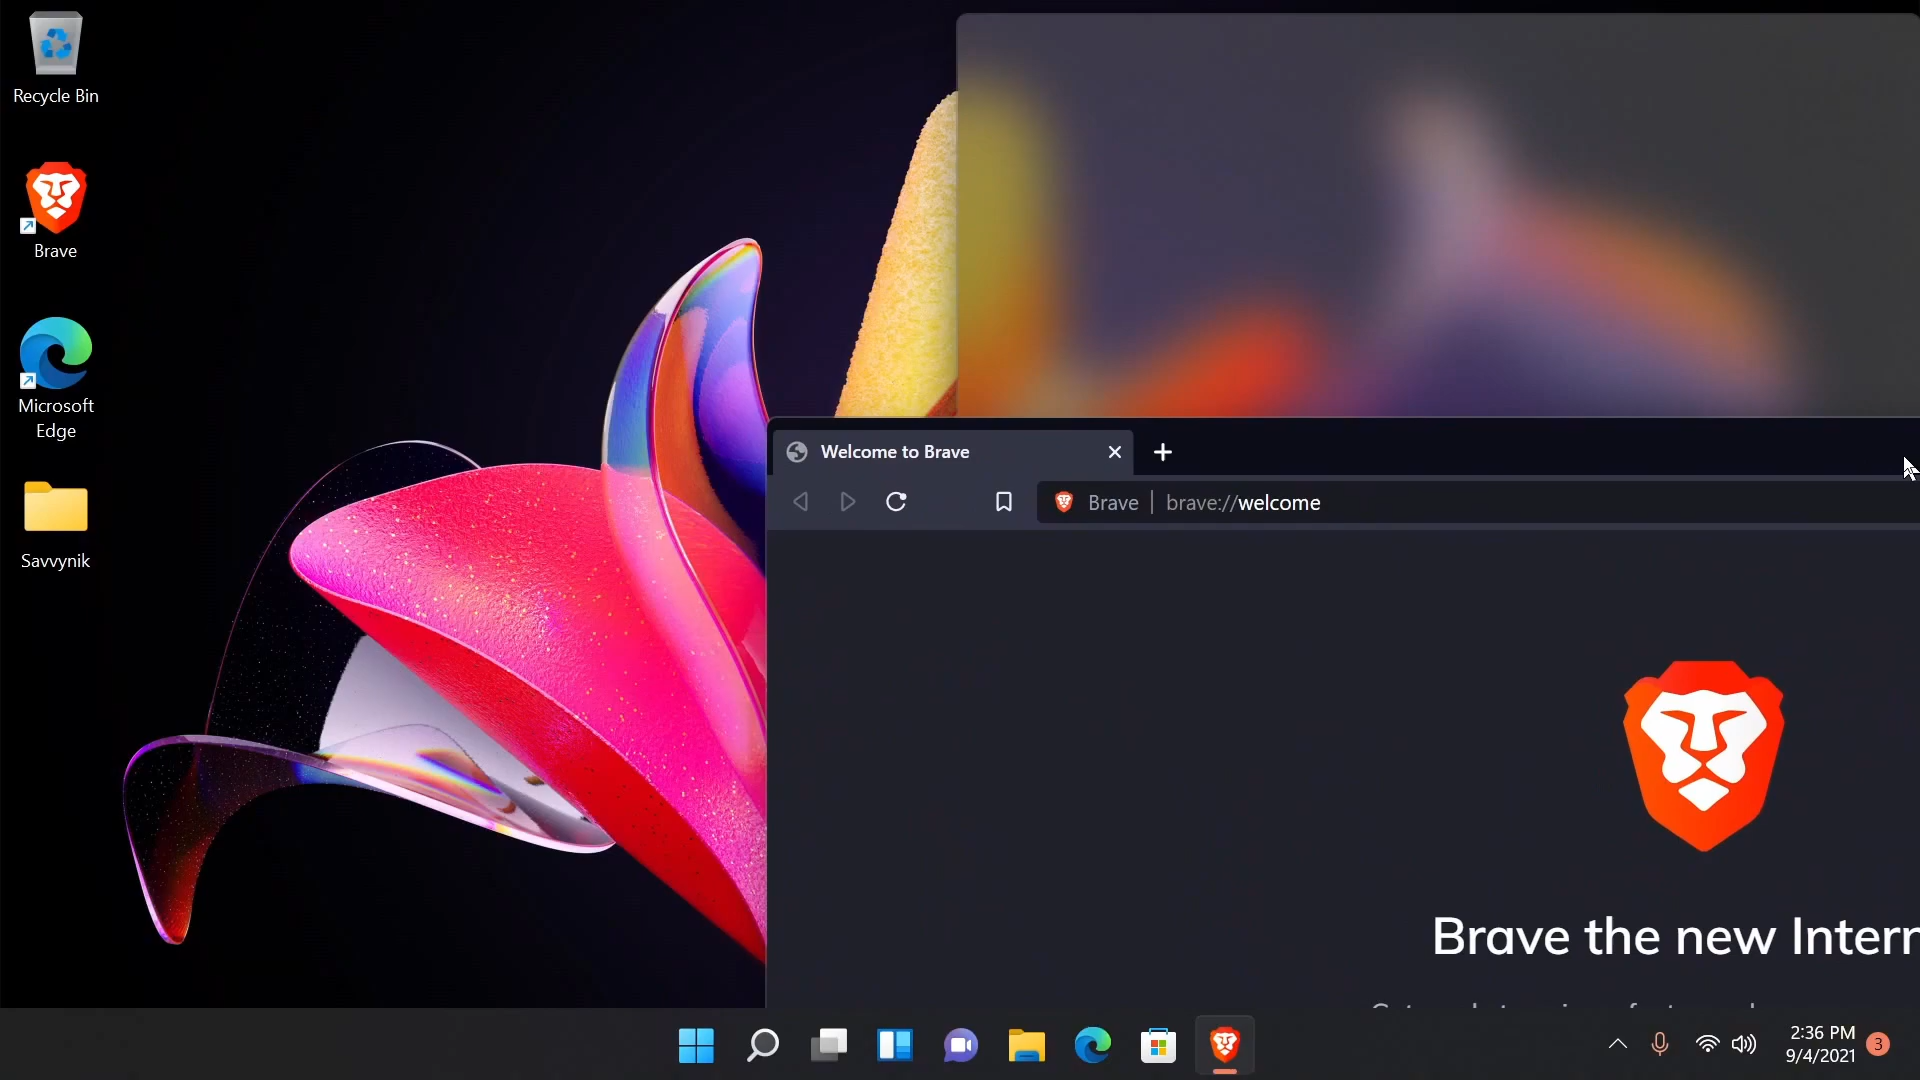 Recycle Bin
Brave
Microsoft
Edge
Savvynik
Welcome to Brave
Brave | brave://welcome
Brave the new Intern
2:36 PM
9/4/2021
3